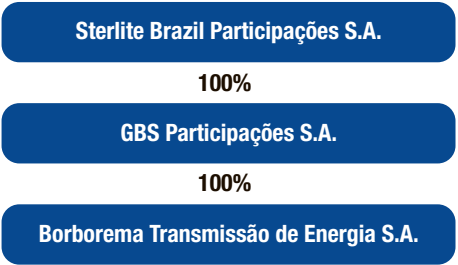 Sterlite Brazil Participações S.A.
100%
GBS Participações S.A.
100%
Borborema Transmissão de Energia S.A.